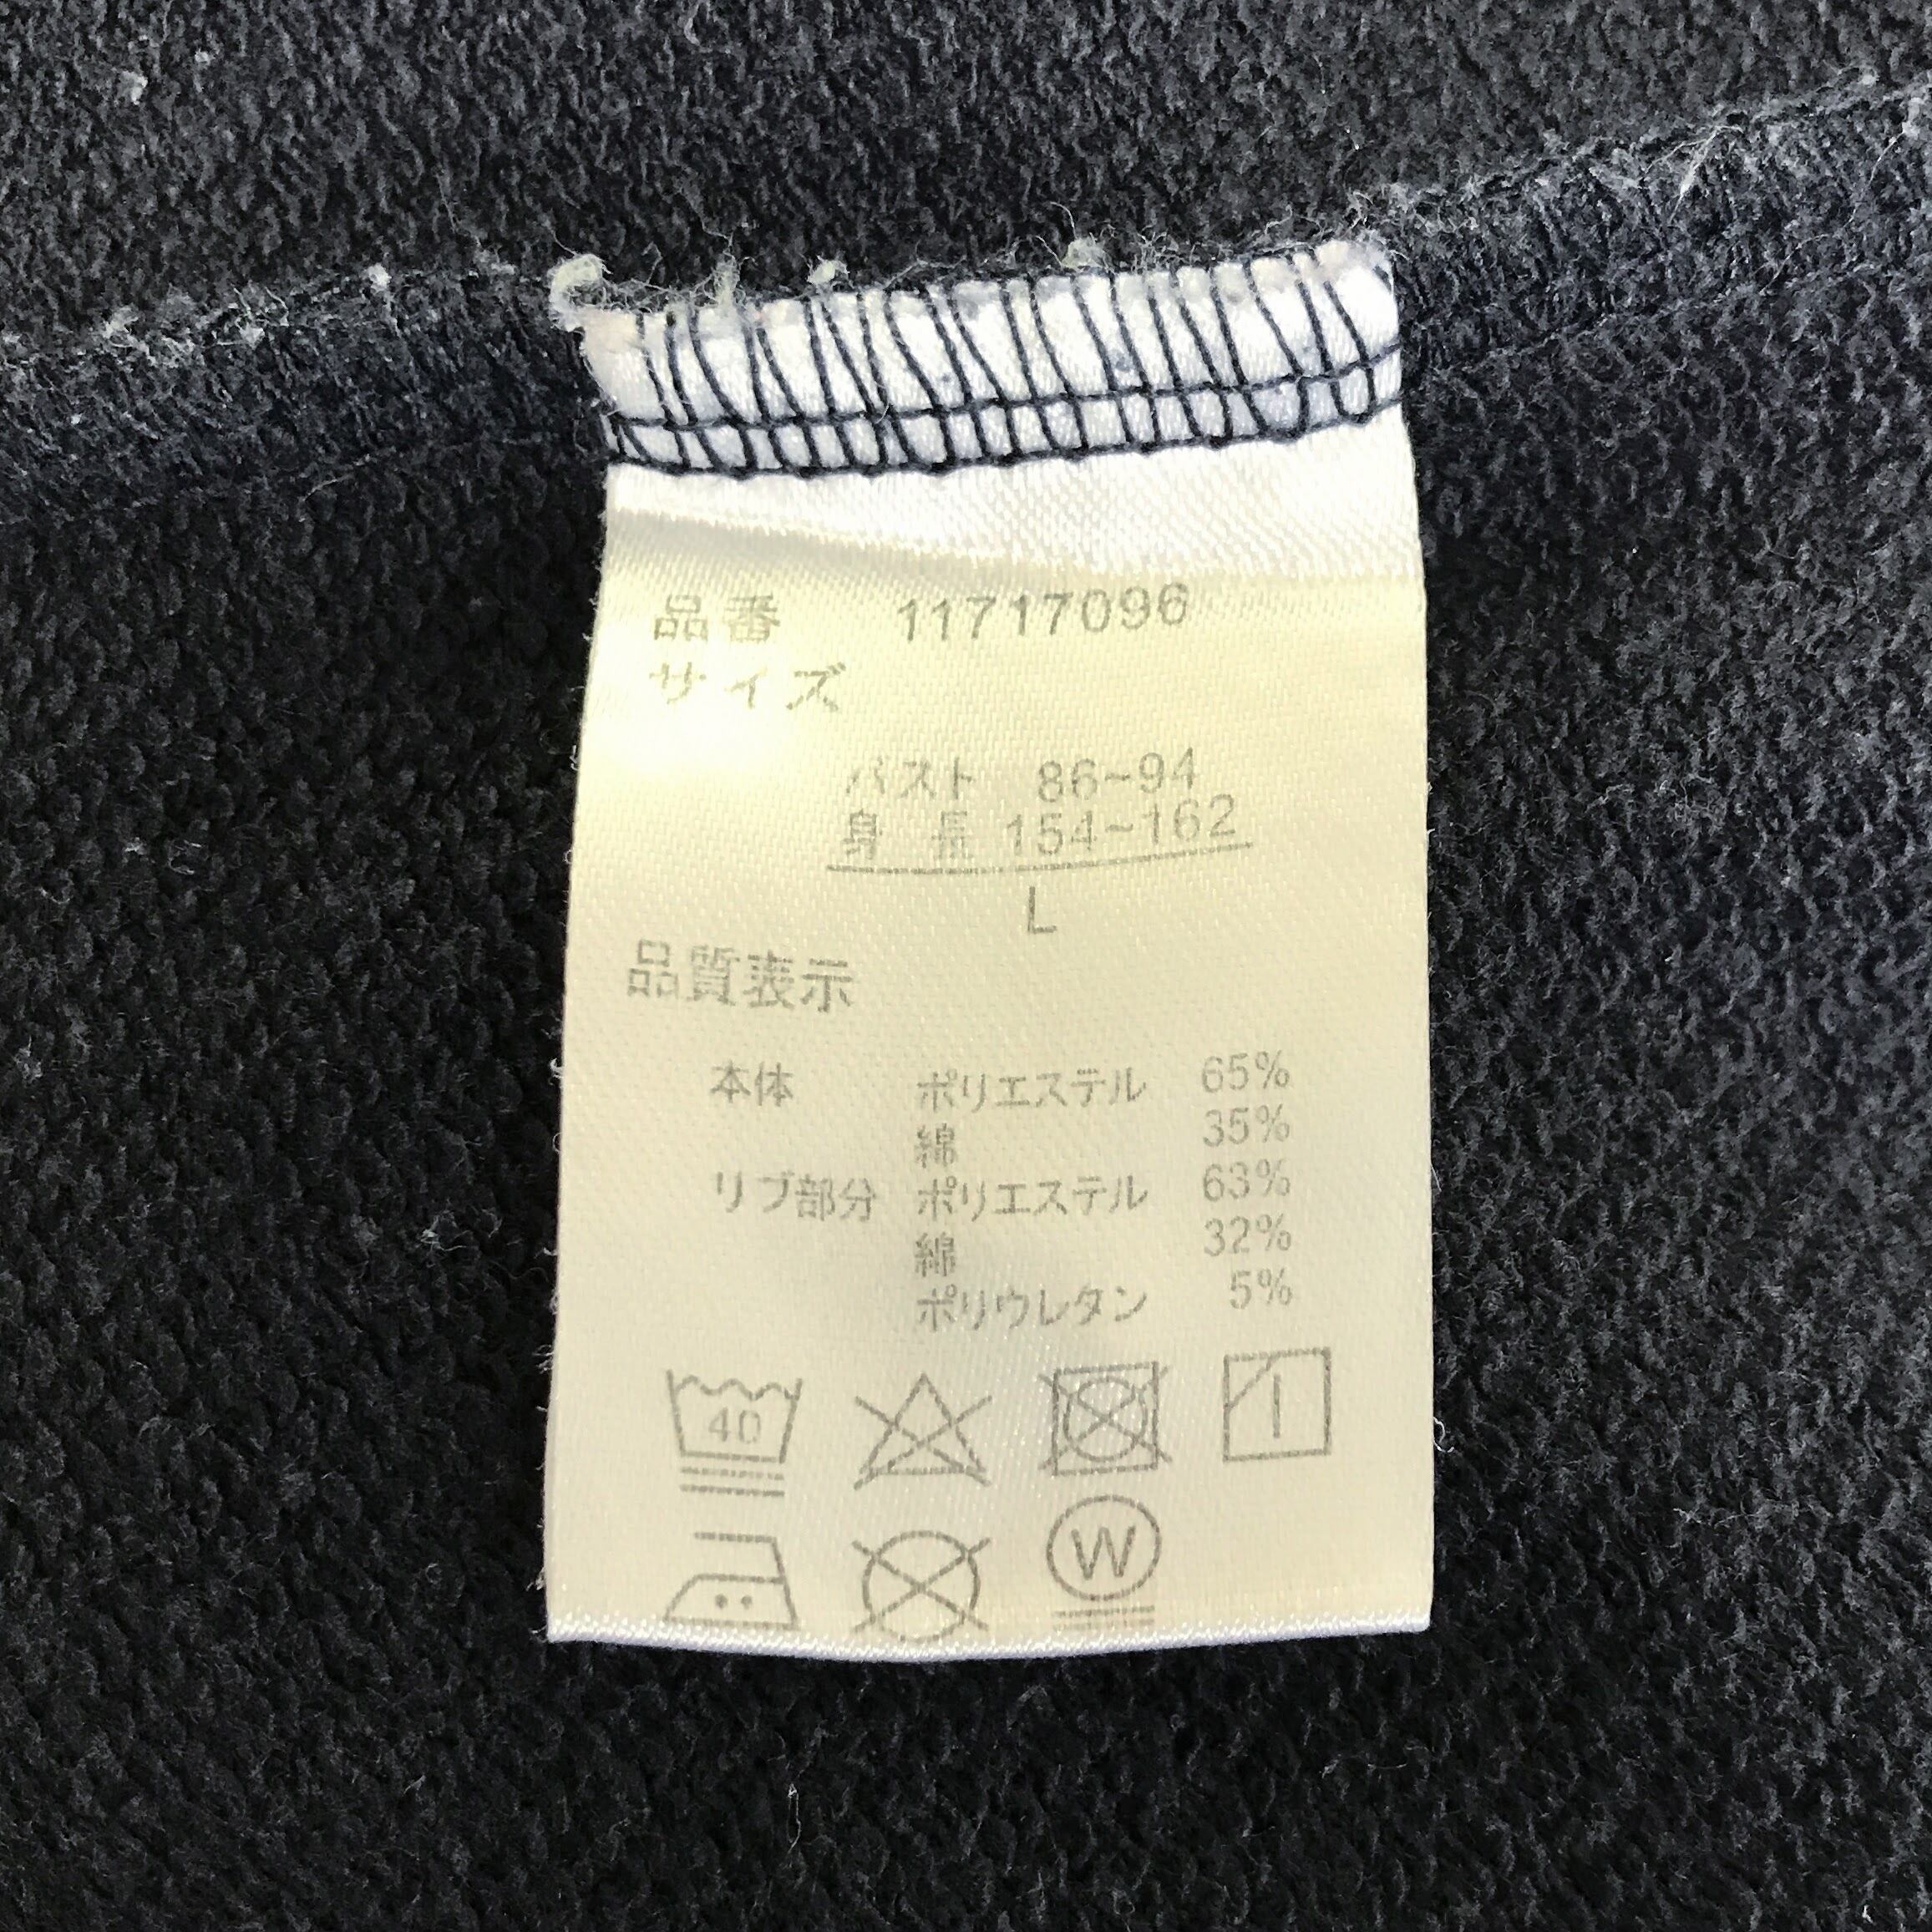 品番 11717096
サイズ
バスト 86~94
身 長 154~162
L
品質表示
本体 ポリエステル 65%
綿 35%
リブ部分 ポリエステル 63%
綿 32%
ポリウレタン 5%
40
W